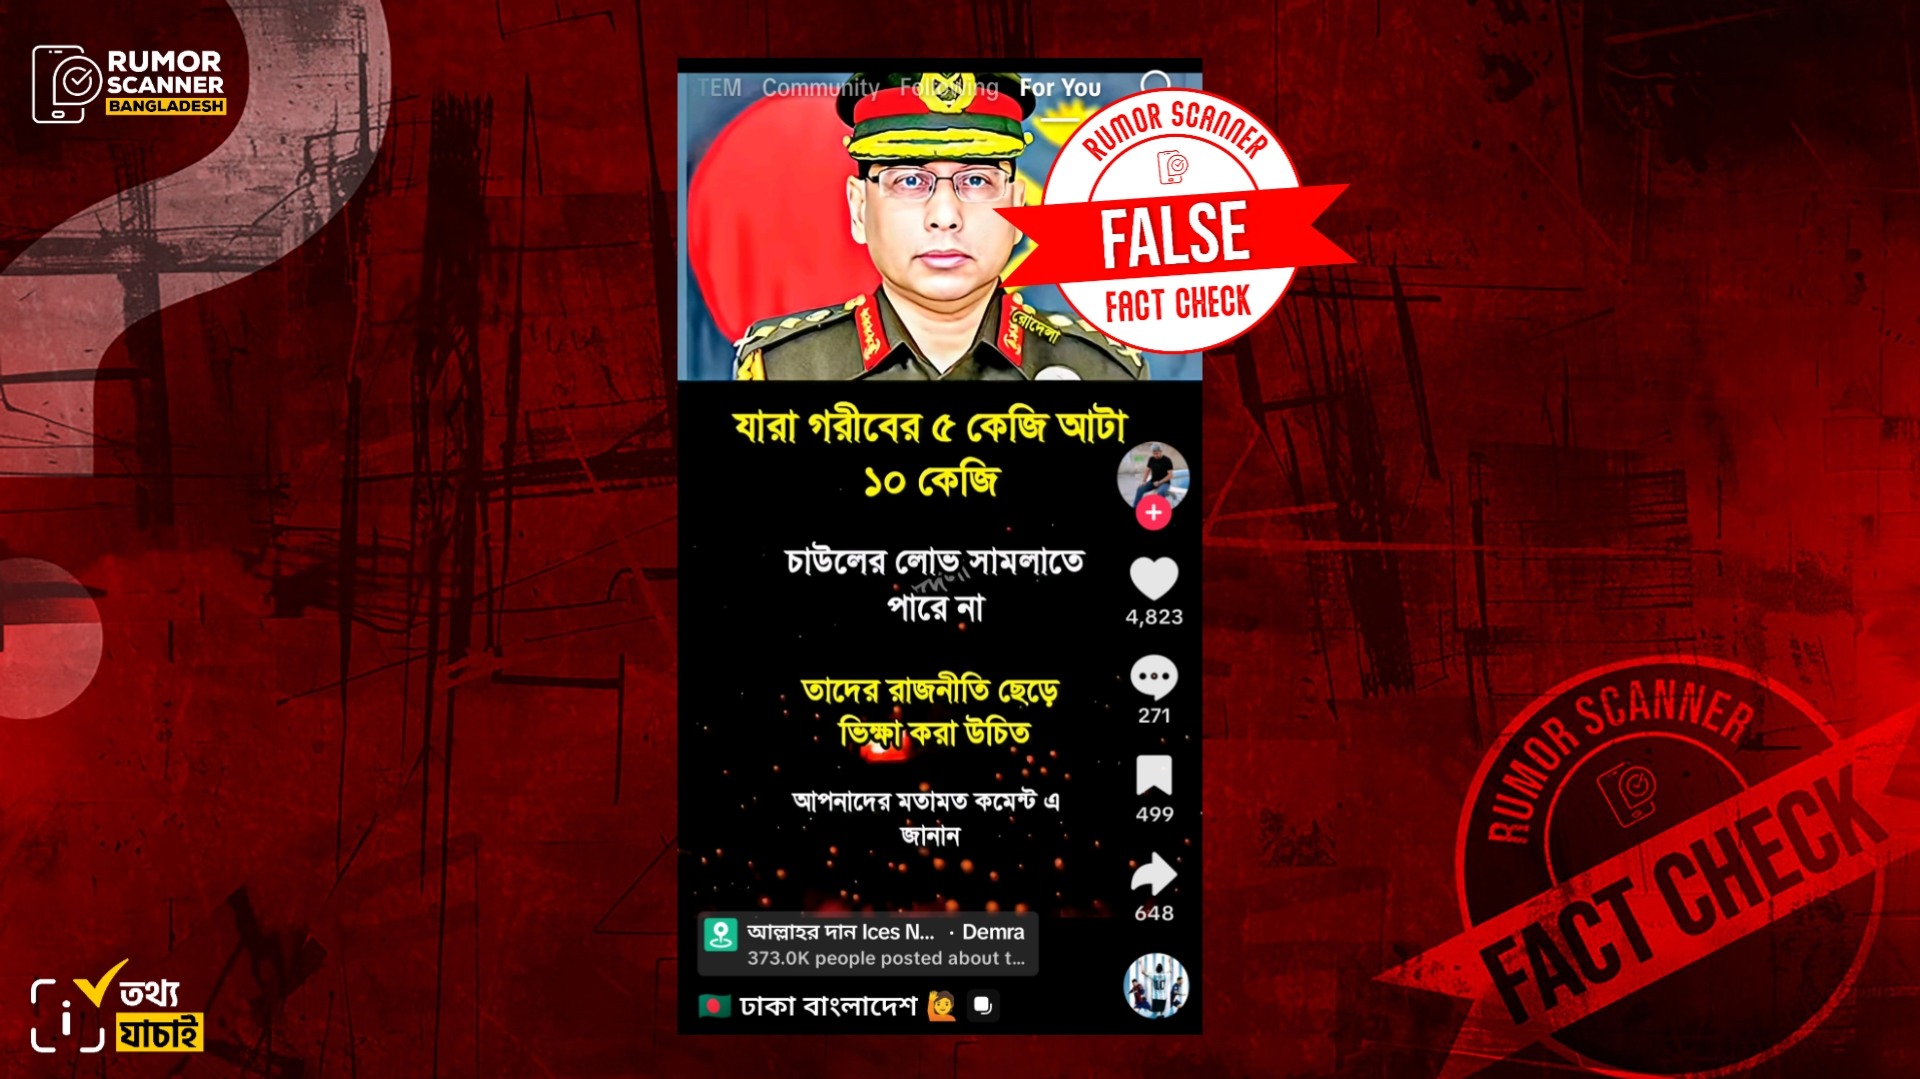 RUMOR
SCANNER
BANGLADESH
TEM Community Following For You
RUMOR SCANNER
FALSE
FACT CHECK
রোদেলা
যারা গরীবের ৫ কেজি আটা
১০ কেজি
চাউলের লোভ সামলাতে
পারে না
তাদের রাজনীতি ছেড়ে
ভিক্ষা করা উচিত
আপনাদের মতামত কমেন্ট এ
জানান
4,823
271
499
648
আল্লাহর দান Ices N... · Demra
373.0K people posted about t...
ঢাকা বাংলাদেশ
RUMOR SCANNER
FACT CHECK
তথ্য
যাচাই